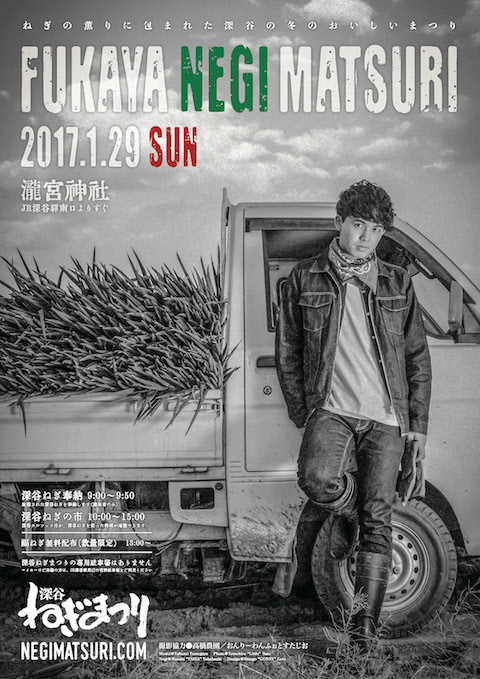 ねぎの薫りに包まれた深谷の冬のおいしいまつり
FUKAYA NEGI MATSURI
2017.1.29 SUN
瀧宮神社
JR深谷駅南口よりすぐ
深谷ねぎ奉納 9:00〜9:50
深谷ねぎの市 10:00〜15:00
福ねぎ無料配布(数量限定) 13:00〜
深谷ねぎまつりの専用駐車場はありません
深谷
ねぎまつり
NEGIMATSURI.COM
撮影協力●高橋農園／おんりーわんふぉとすたじお